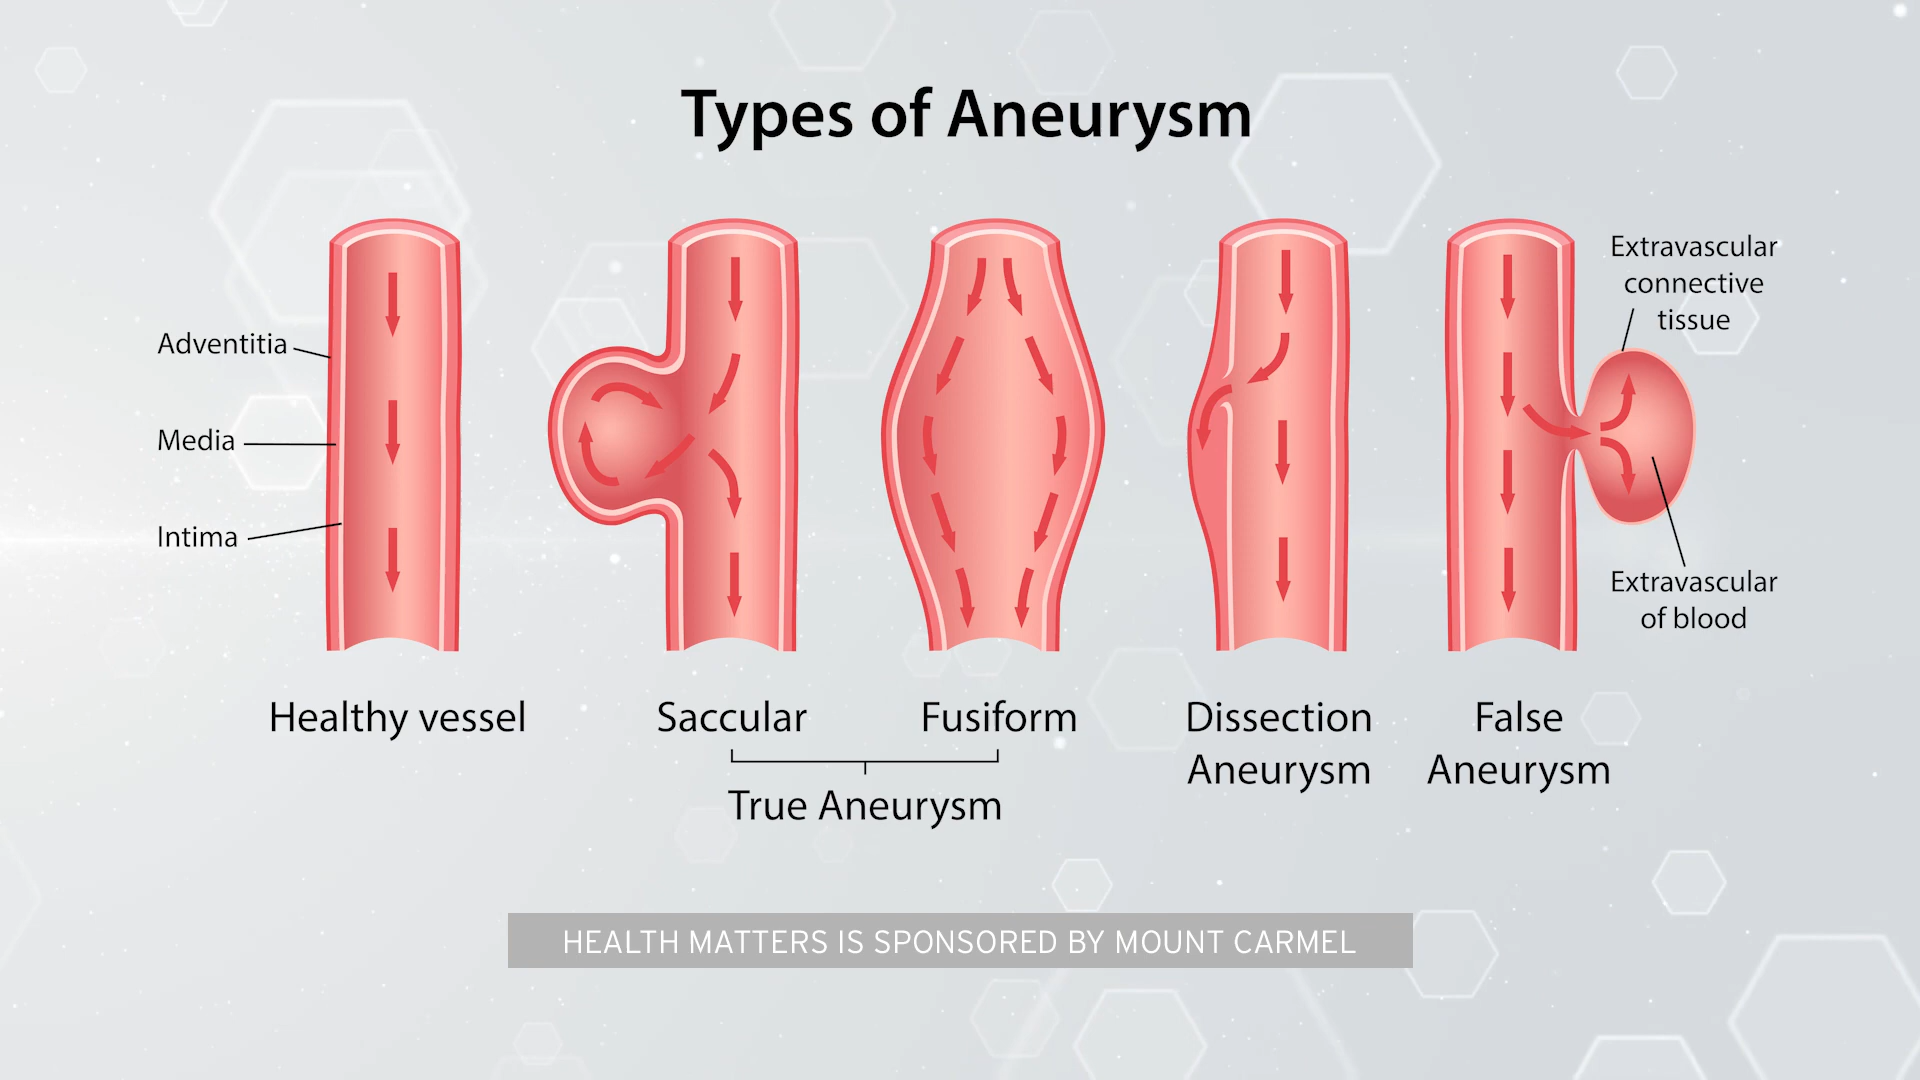 Types of Aneurysm
Adventitia
Media
Intima
Extravascular
connective
tissue
Extravascular
of blood
Healthy vessel
Saccular
Fusiform
True Aneurysm
Dissection
Aneurysm
False
Aneurysm
HEALTH MATTERS IS SPONSORED BY MOUNT CARMEL